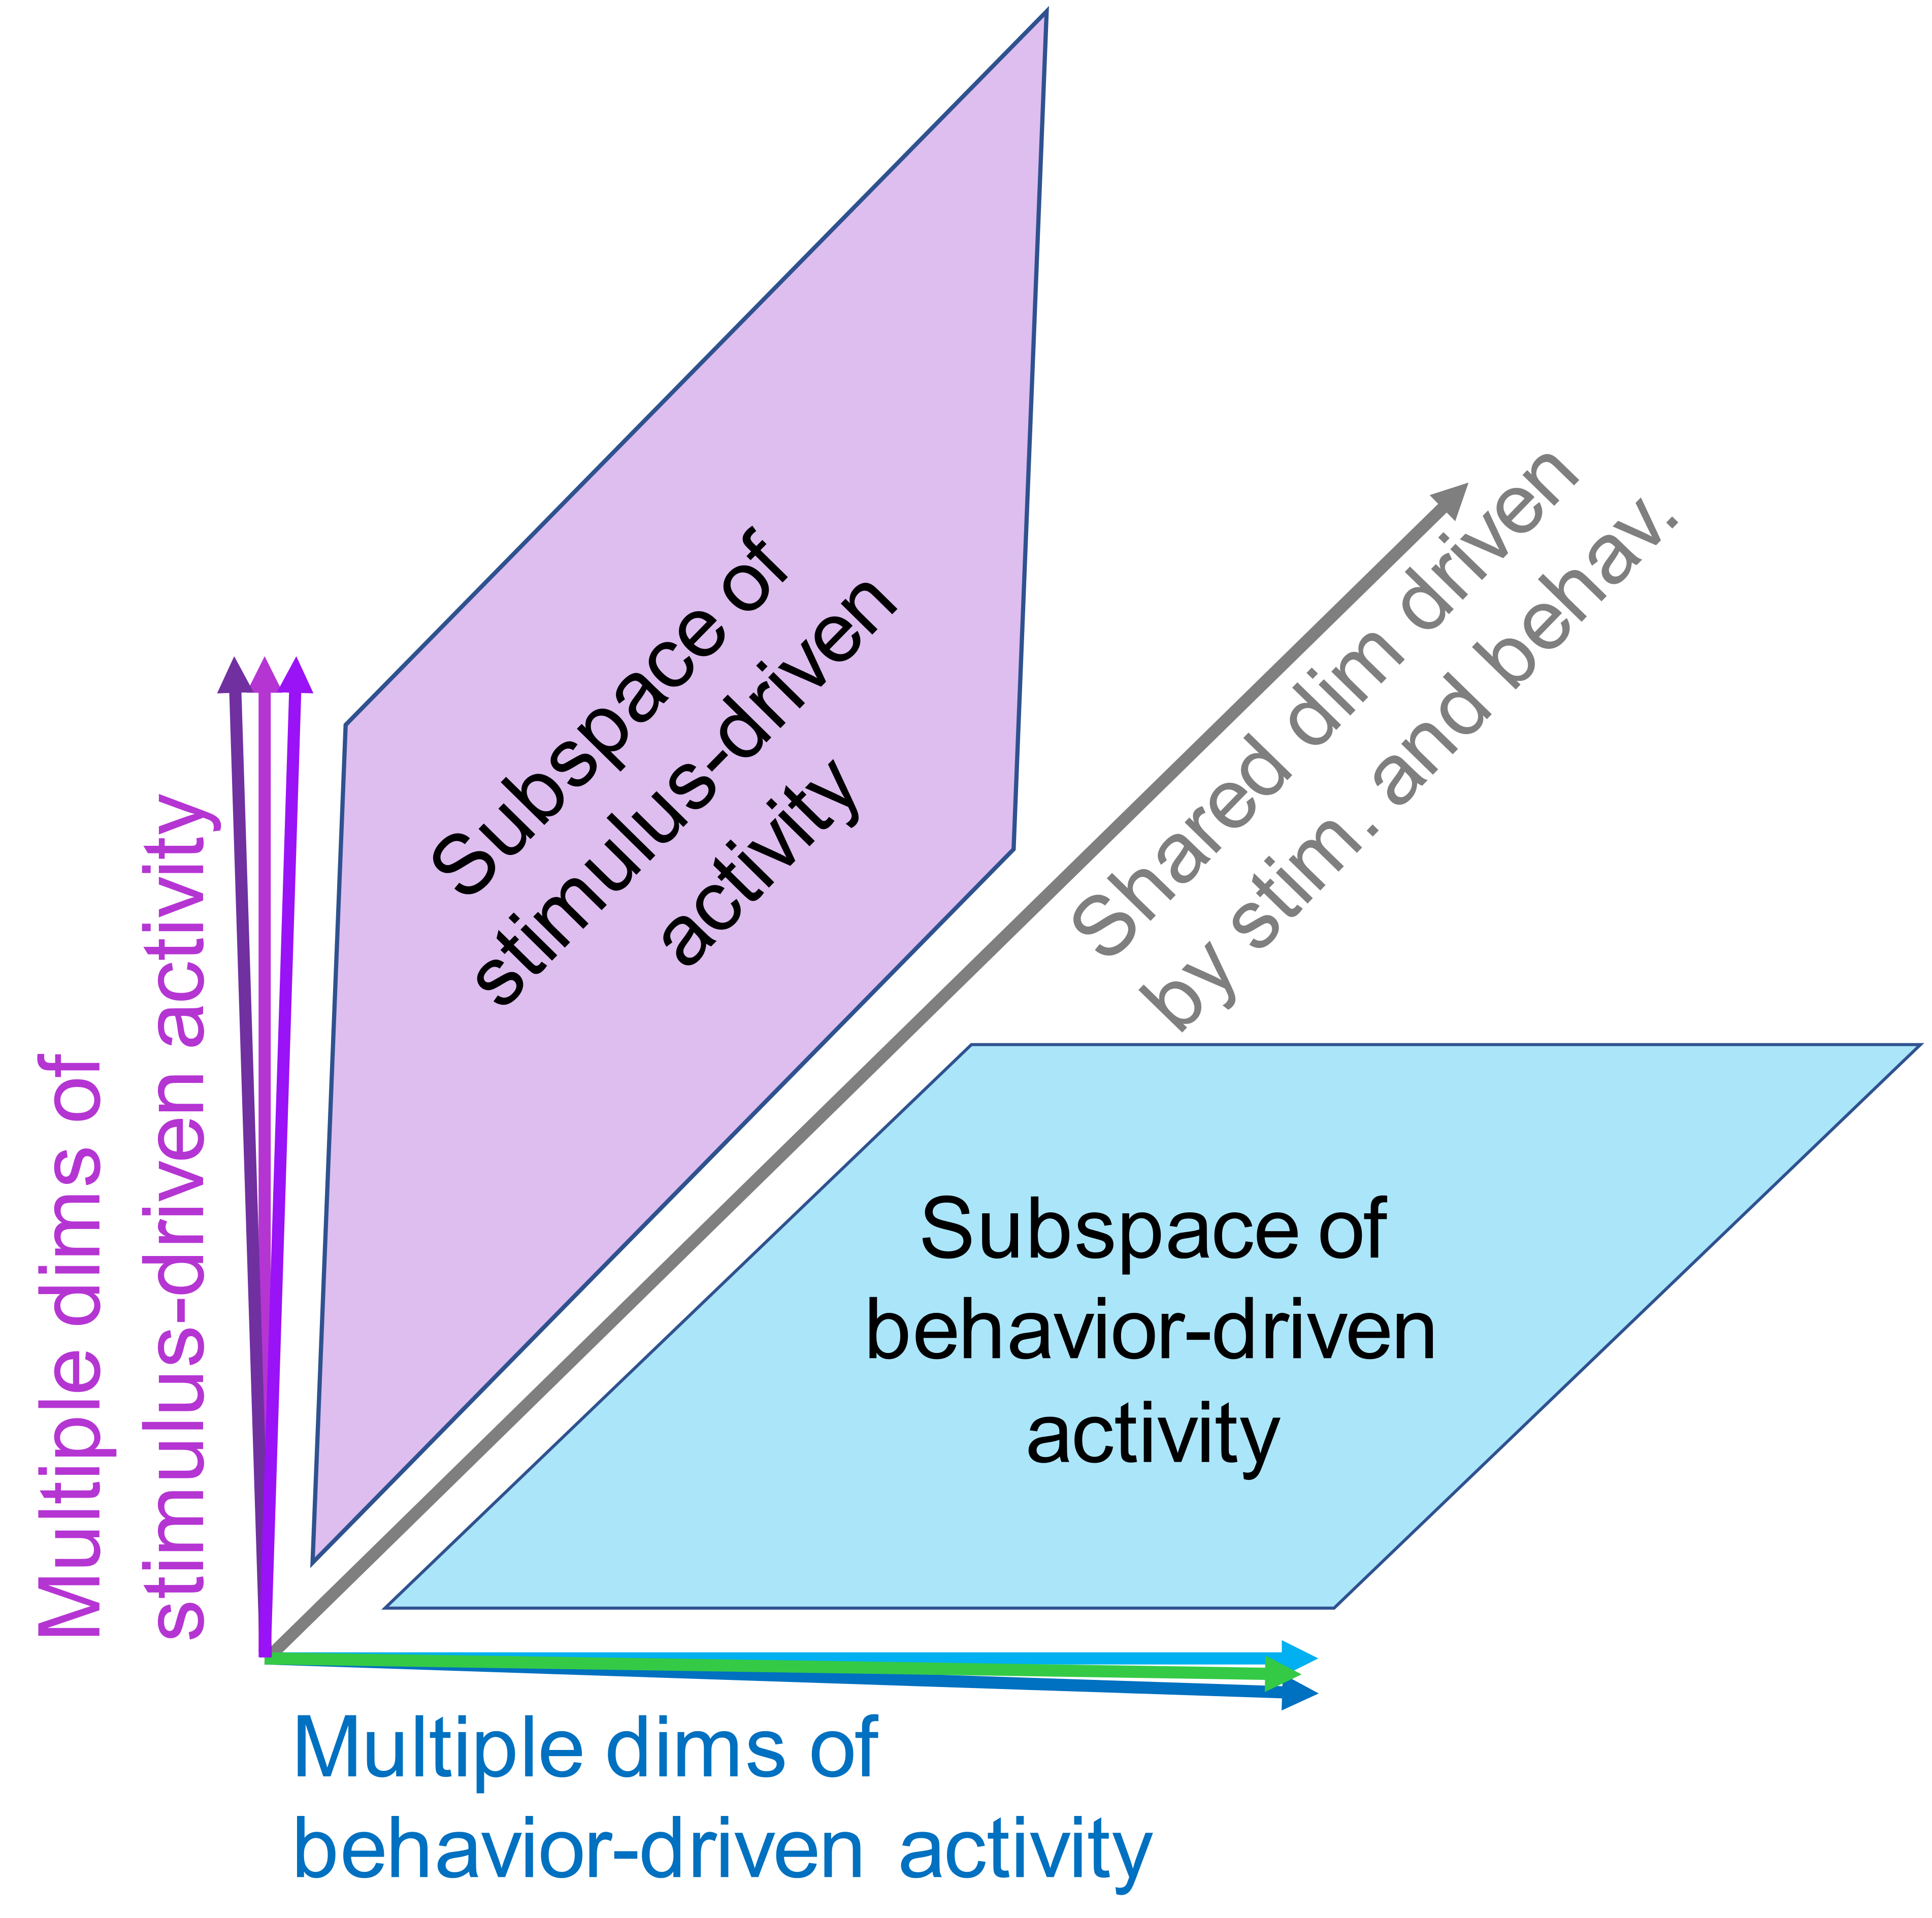 Multiple dims of
stimulus-driven activity
Subspace of
stimulus-driven
activity
Shared dim driven
by stim. and behav.
Subspace of
behavior-driven
activity
Multiple dims of
behavior-driven  activity